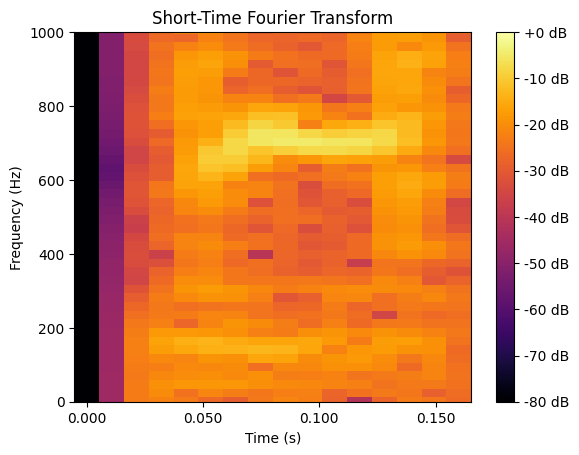 Short-Time Fourier Transform
Frequency (Hz)
1000
800
600
400
200
0
0.000
0.050
0.100
0.150
Time (s)
+0 dB
-10 dB
-20 dB
-30 dB
-40 dB
-50 dB
-60 dB
-70 dB
-80 dB